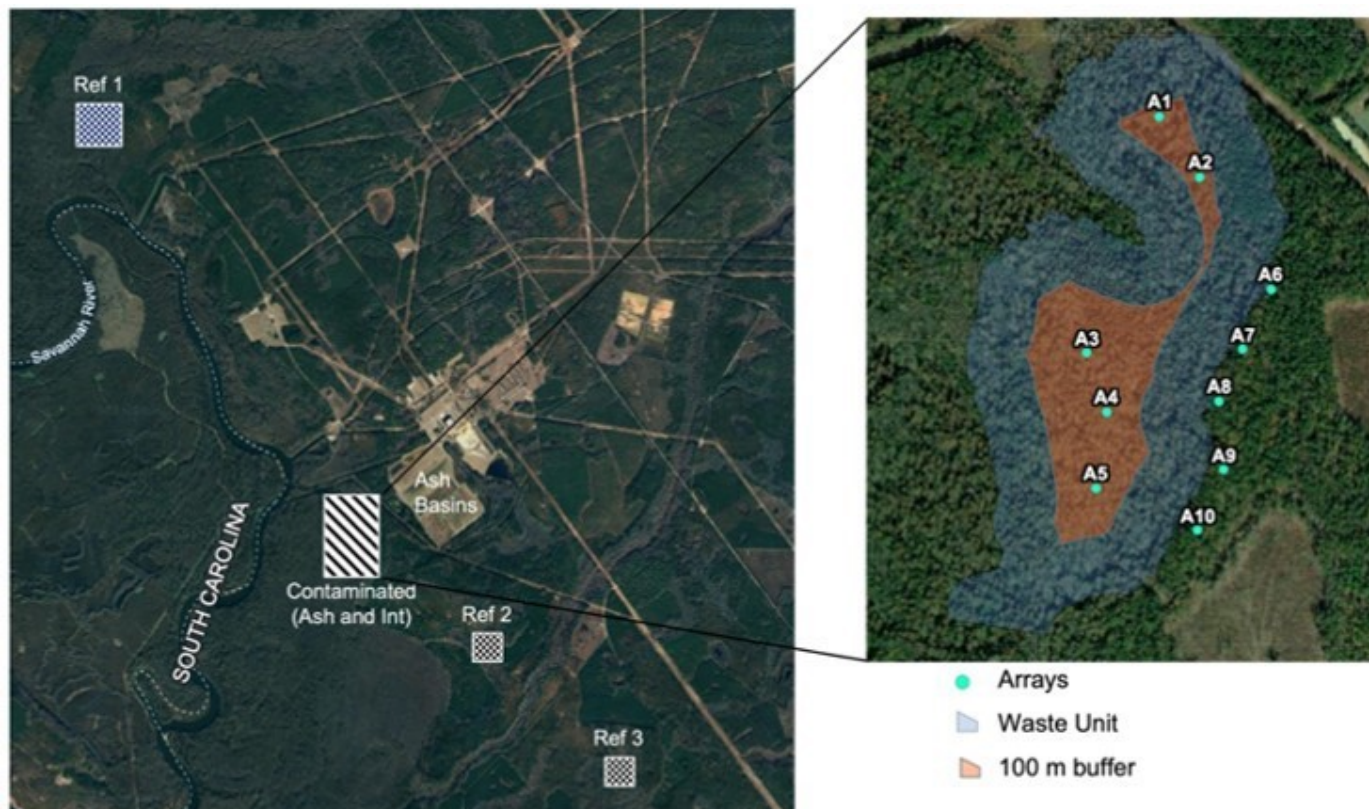 Ref 1
Savannah River
SOUTH CAROLINA
Ash
Basins
Contaminated
(Ash and Int)
Ref 2
Ref 3
A1
A2
A6
A7
A3
A8
A4
A9
A5
A10
Arrays
Waste Unit
100 m buffer